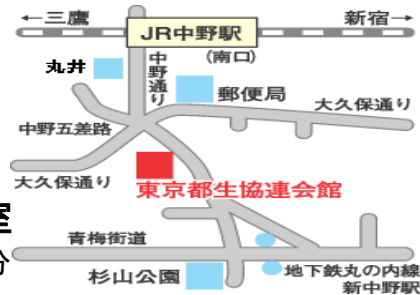 ←三鷹 新宿→
JR中野駅
(南口)
丸井
中野通り
郵便局
大久保通り
中野五差路
大久保通り
東京都生協連会館
室
青梅街道
分
杉山公園
地下鉄丸の内線
新中野駅